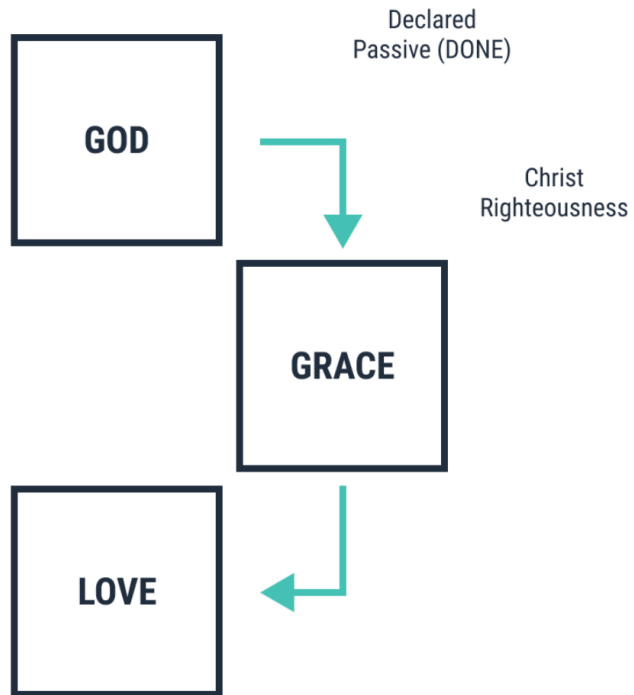 Declared
Passive (DONE)
GOD
Christ
Righteousness
GRACE
LOVE